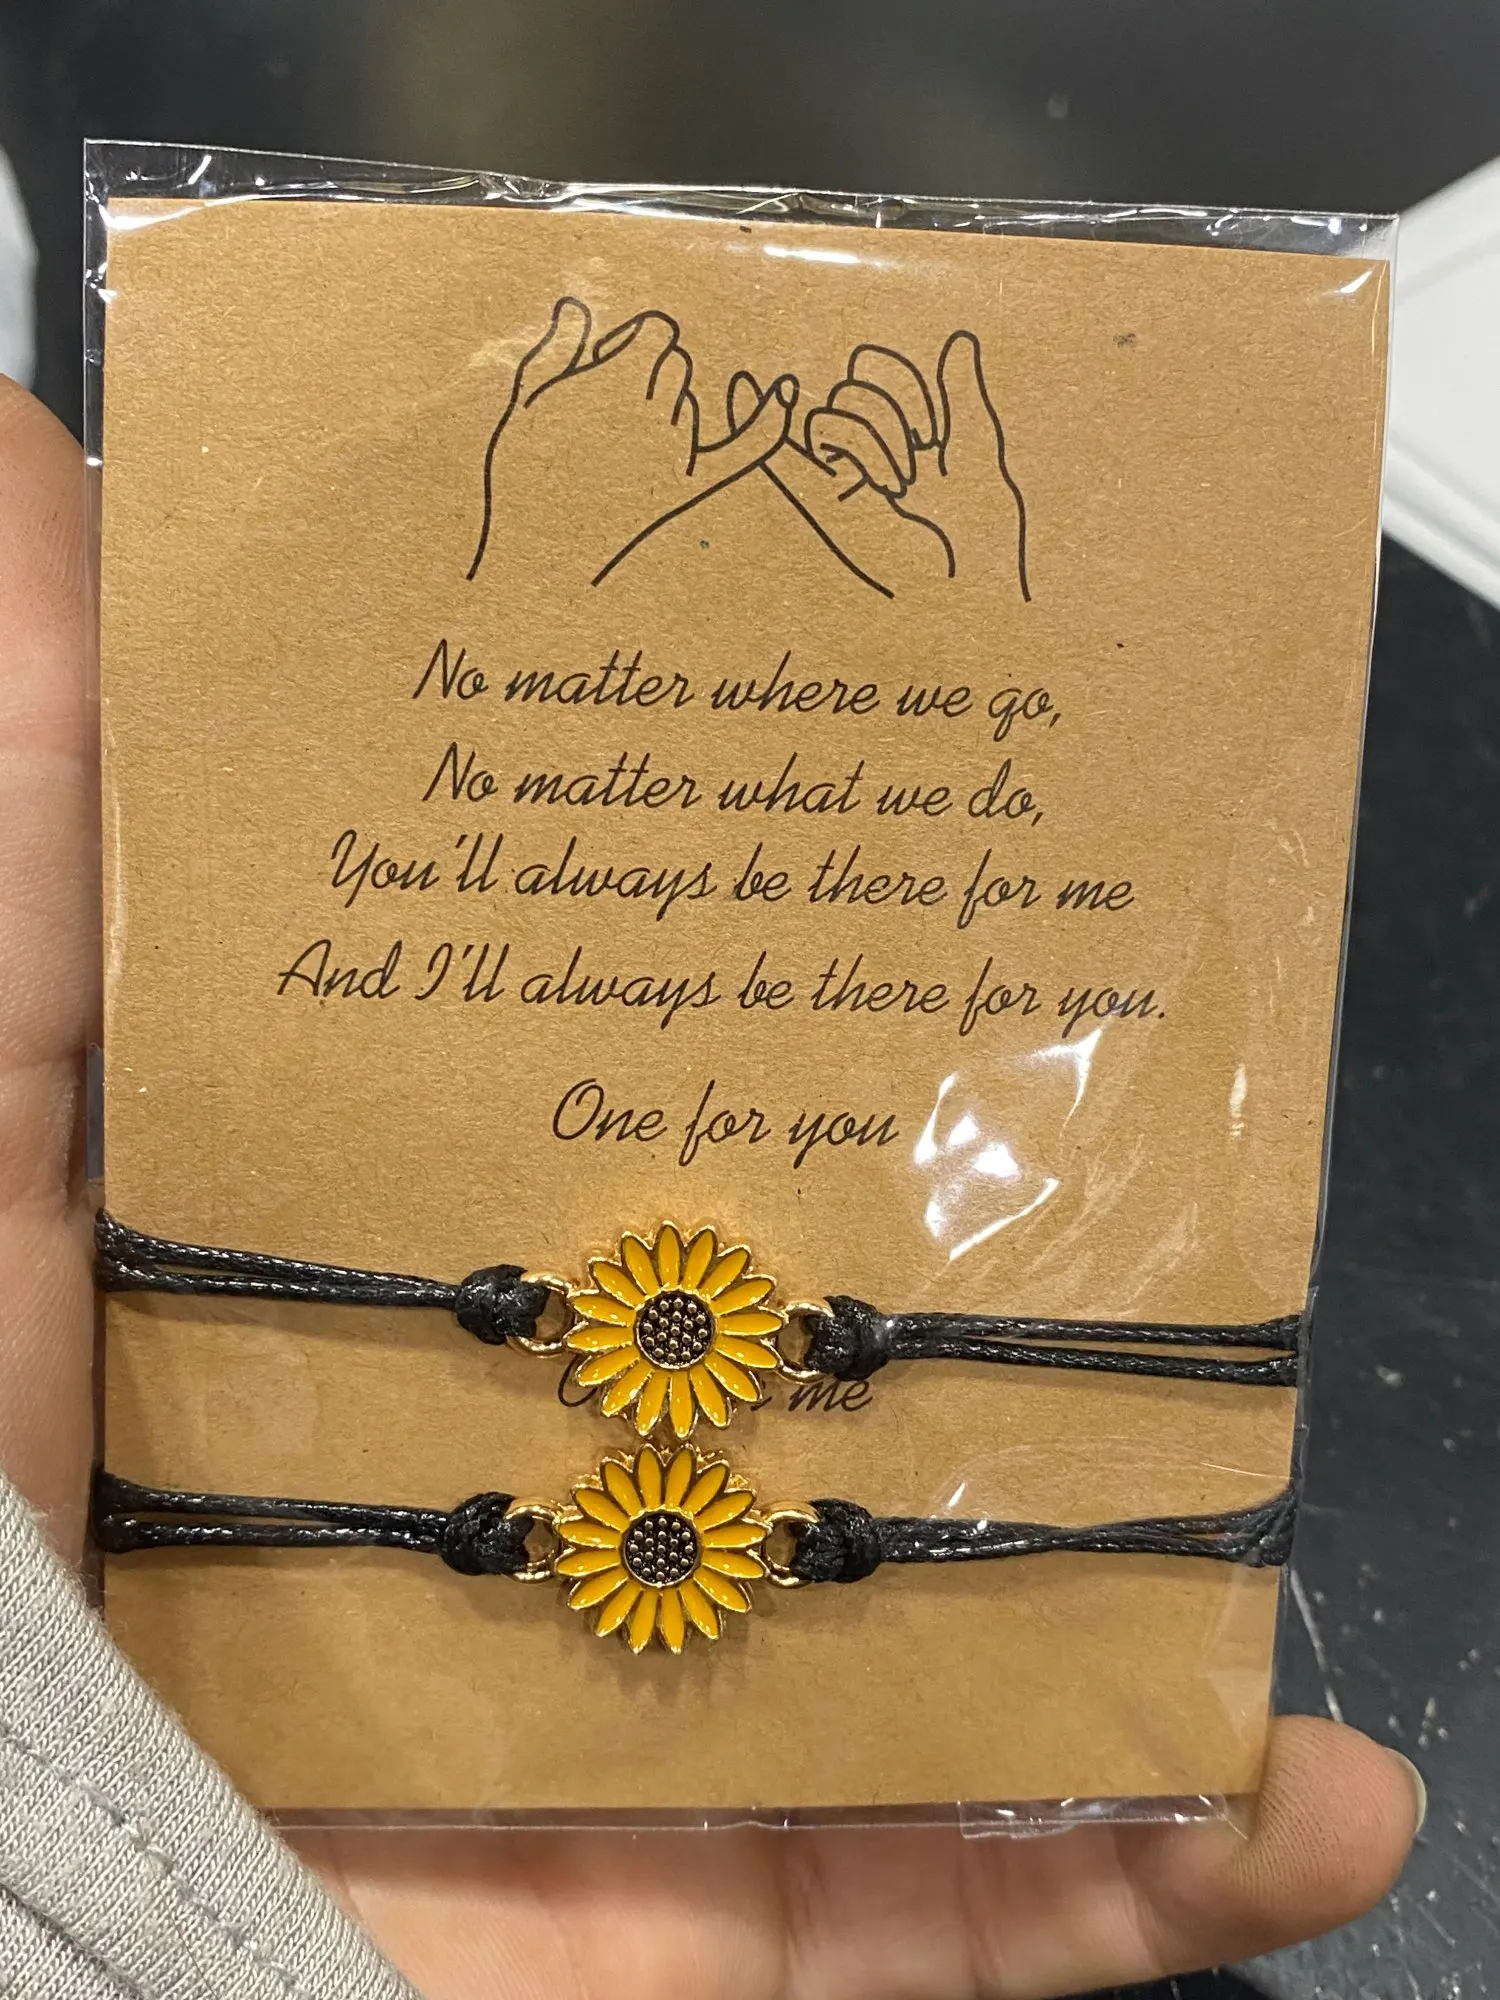 No matter where we go,
No matter what we do,
You'll always be there for me
And I'll always be there for you.
One for you
me